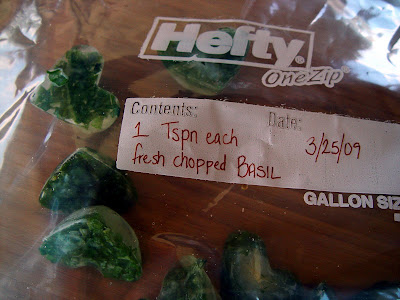 Hefty
OneZip
Contents: Date:
1 Tspn each 3/25/09
fresh chopped BASIL
GALLON SIZ